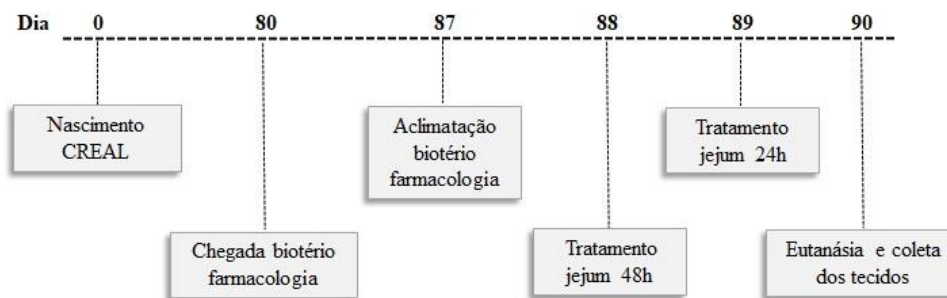 Dia 0 80 87 88 89 90
Nascimento
CREAL
Chegada biotério
farmacologia
Aclimatação
biotério
farmacologia
Tratamento
jejum 48h
Tratamento
jejum 24h
Eutanásia e coleta
dos tecidos